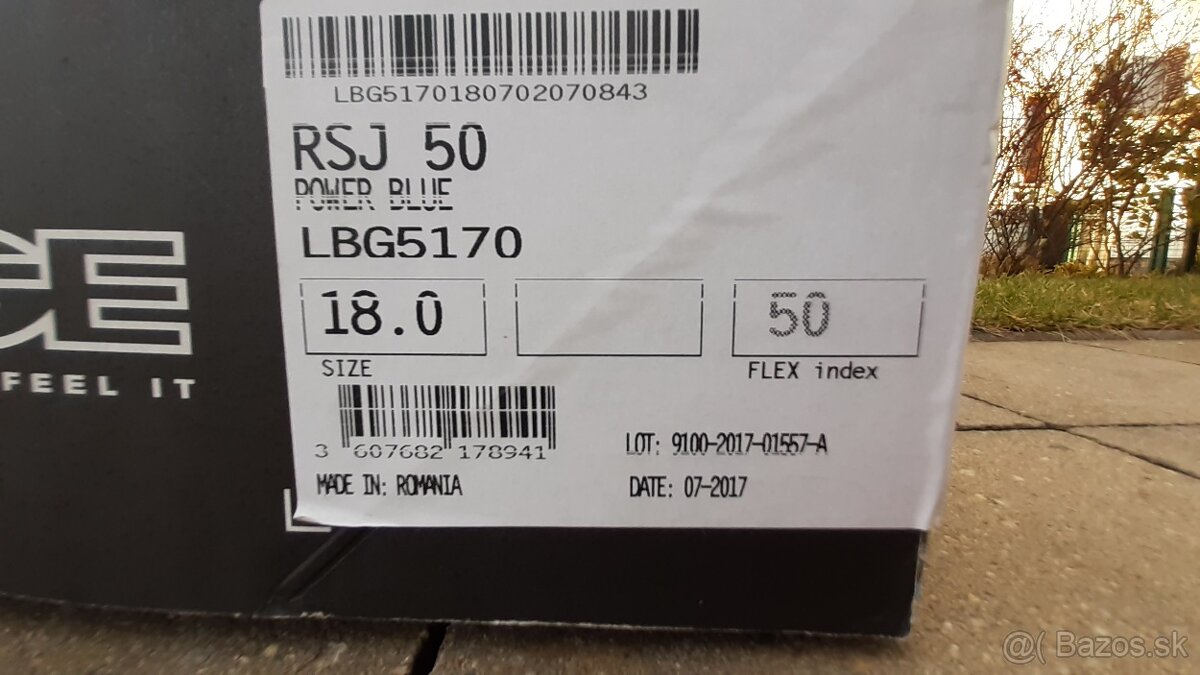 LBG5170180702070843
RSJ 50
POWER BLUE
LBG5170
18.0
50
SIZE
FLEX index
3 607682 178941
LOT: 9100-2017-01557-A
MADE IN: ROMANIA
DATE: 07-2017
CE
FEEL IT
@( Bazos.sk